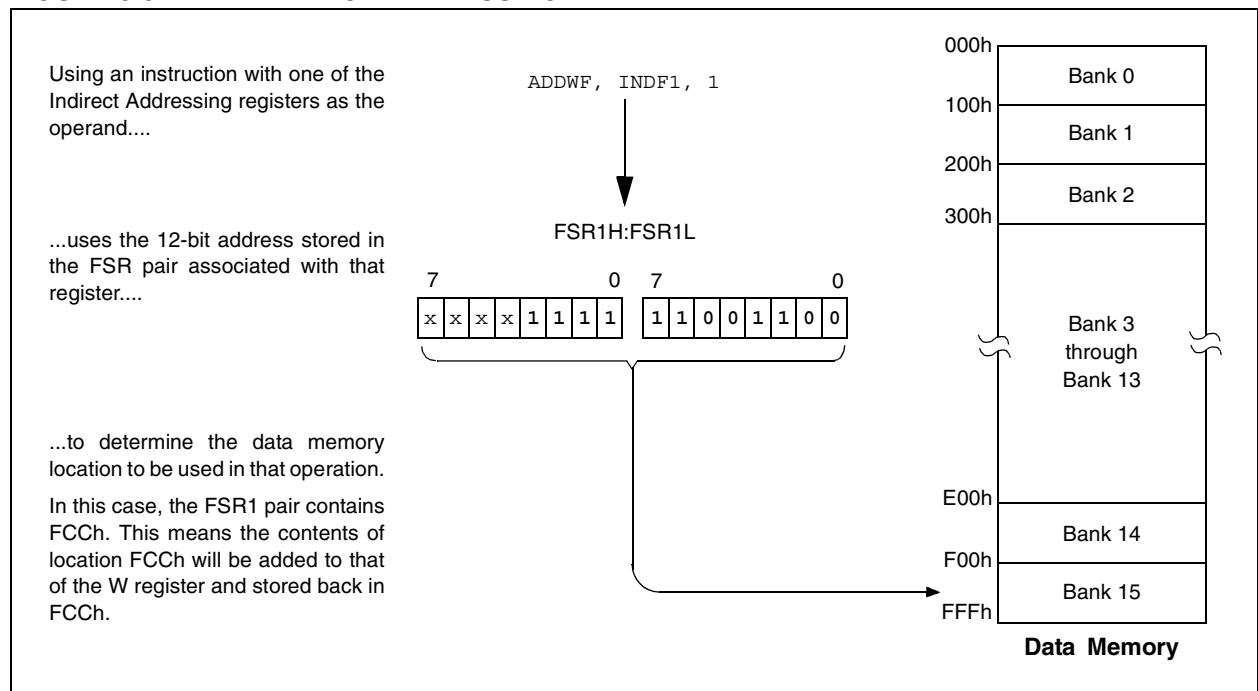 Using an instruction with one of the
Indirect Addressing registers as the
operand....
ADDWF, INDF1, 1
...uses the 12-bit address stored in
the FSR pair associated with that
register....
FSR1H:FSR1L
7 0 7 0
x x x x 1 1 1 1 1 1 0 0 1 1 0 0
...to determine the data memory
location to be used in that operation.
In this case, the FSR1 pair contains
FCCh. This means the contents of
location FCCh will be added to that
of the W register and stored back in
FCCh.
000h
Bank 0
100h
Bank 1
200h
Bank 2
300h
Bank 3
through
Bank 13
E00h
Bank 14
F00h
Bank 15
FFFh
Data Memory